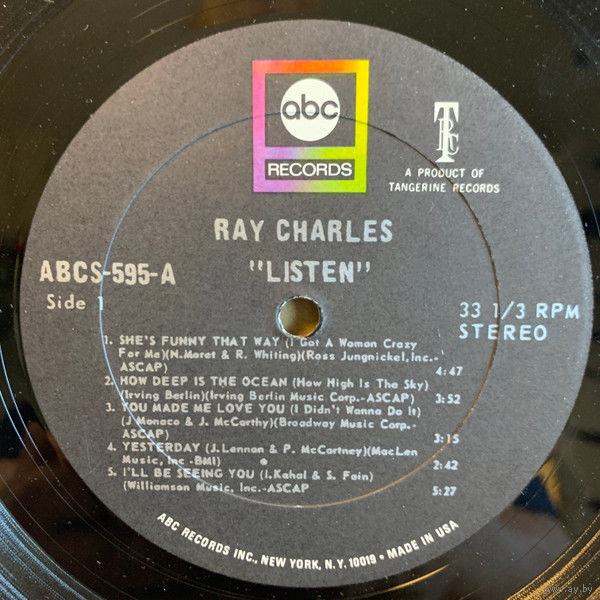 abc
RECORDS
TRC
A PRODUCT OF
TANGERINE RECORDS
RAY CHARLES
ABCS-595-A
"LISTEN"
Side 1
33 1/3 RPM
STEREO
1. SHE'S FUNNY THAT WAY (I Got A Woman Crazy
For Me)(N.Moret & R. Whiting)(Ross Jungnickel,Inc.-
ASCAP) 4:47
2. HOW DEEP IS THE OCEAN (How High Is The Sky)
(Irving Berlin)(Irving Berlin Music Corp.-ASCAP) 3:52
3. YOU MADE ME LOVE YOU (I Didn't Wanna Do It)
(J Monaco & J. McCarthy)(Broadway Music Corp.-
ASCAP) 3:15
4. YESTERDAY (J.Lennon & P. McCartney)(MacLen
Music, Inc.-BMI) 2:42
5. I'LL BE SEEING YOU (I.Kahal & S. Fain)
(Williamson Music, Inc.-ASCAP 5:27
ABC RECORDS INC., NEW YORK, N.Y. 10019 • MADE IN USA
www.ay.by